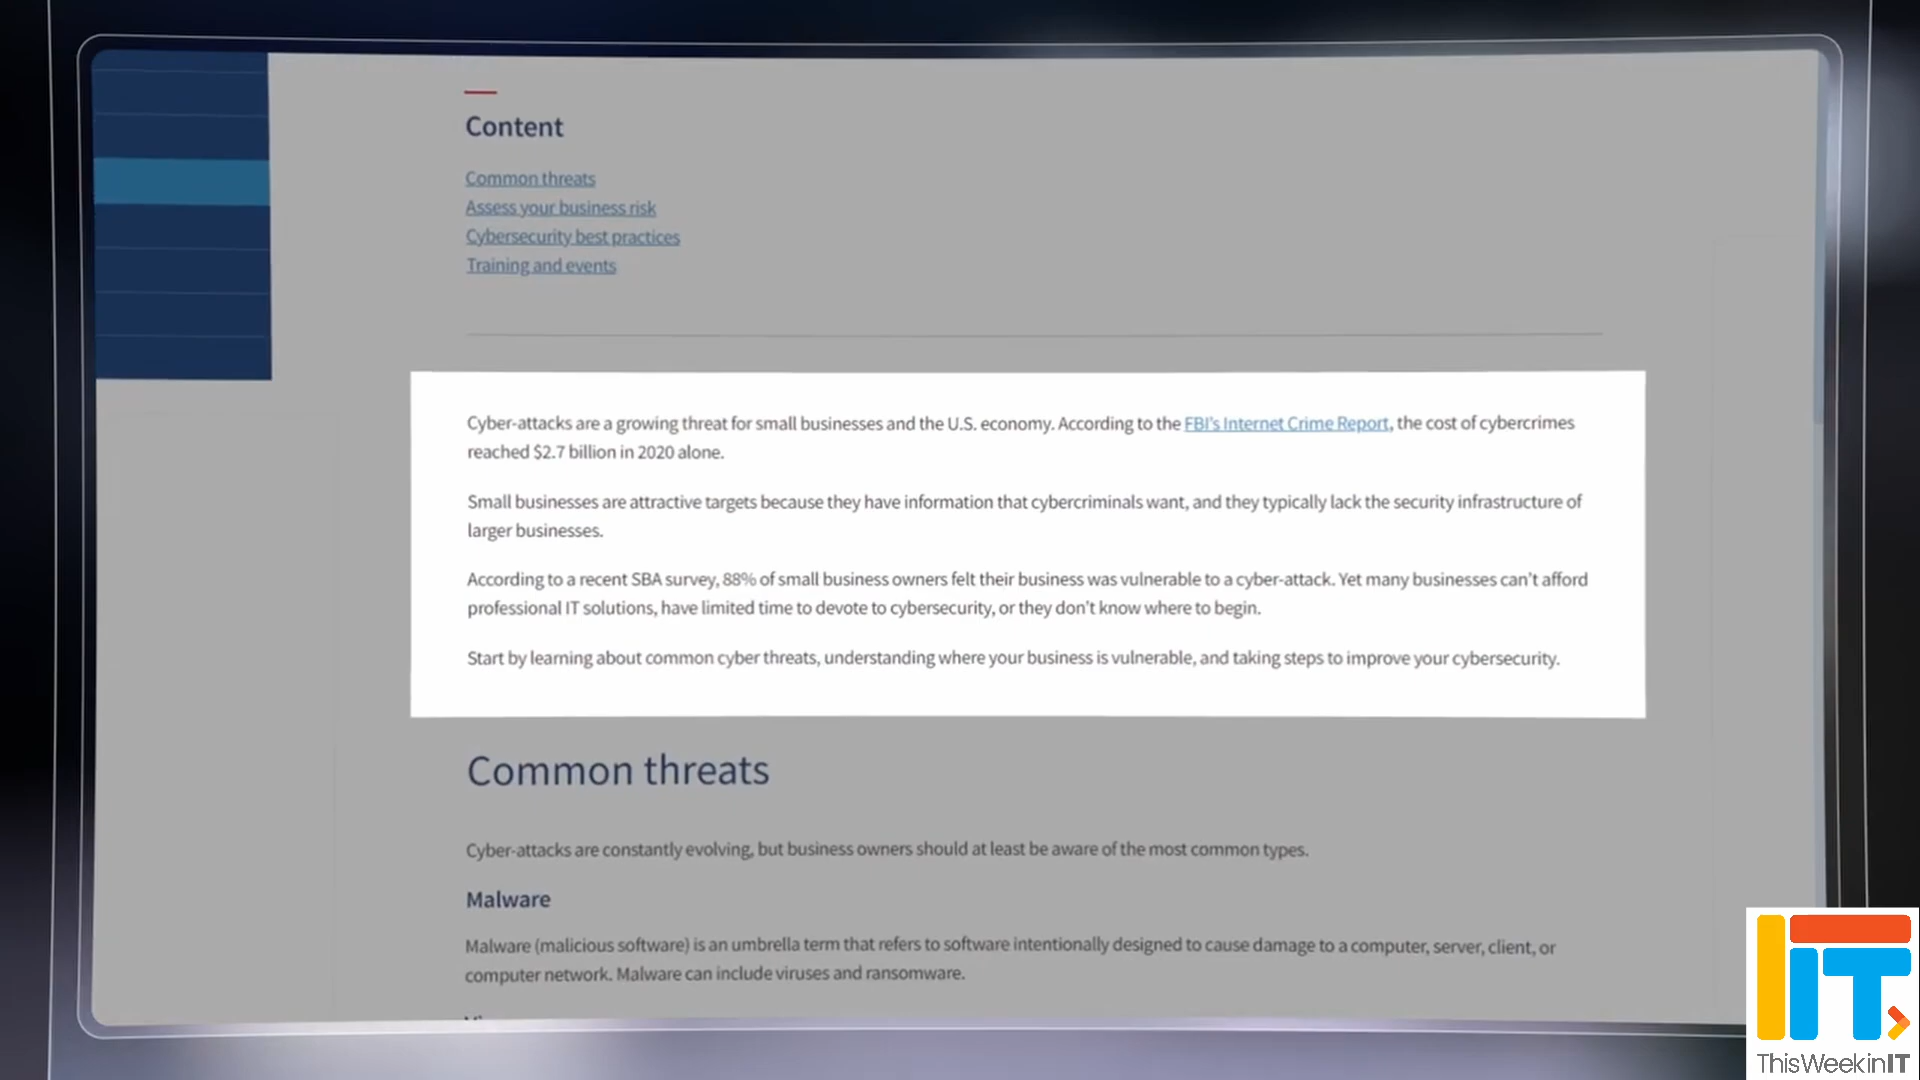 Content
Common threats
Assess your business risk
Cybersecurity best practices
Training and events
Cyber-attacks are a growing threat for small businesses and the U.S. economy. According to the FBI's Internet Crime Report, the cost of cybercrimes
reached $2.7 billion in 2020 alone.
Small businesses are attractive targets because they have information that cybercriminals want, and they typically lack the security infrastructure of
larger businesses.
According to a recent SBA survey, 88% of small business owners felt their business was vulnerable to a cyber-attack. Yet many businesses can't afford
professional IT solutions, have limited time to devote to cybersecurity, or they don't know where to begin.
Start by learning about common cyber threats, understanding where your business is vulnerable, and taking steps to improve your cybersecurity.
Common threats
Cyber-attacks are constantly evolving, but business owners should at least be aware of the most common types.
Malware
Malware (malicious software) is an umbrella term that refers to software intentionally designed to cause damage to a computer, server, client, or
computer network. Malware can include viruses and ransomware.
IT
ThisWeekinIT